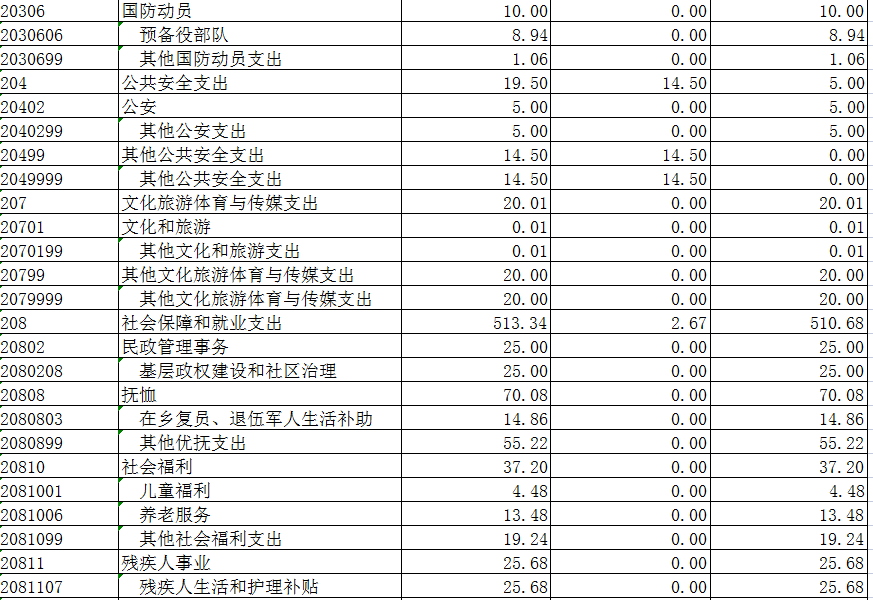 20306 国防动员 10.00 0.00 10.00
2030606 预备役部队 8.94 0.00 8.94
2030699 其他国防动员支出 1.06 0.00 1.06
204 公共安全支出 19.50 14.50 5.00
20402 公安 5.00 0.00 5.00
2040299 其他公安支出 5.00 0.00 5.00
20499 其他公共安全支出 14.50 14.50 0.00
2049999 其他公共安全支出 14.50 14.50 0.00
207 文化旅游体育与传媒支出 20.01 0.00 20.01
20701 文化和旅游 0.01 0.00 0.01
2070199 其他文化和旅游支出 0.01 0.00 0.01
20799 其他文化旅游体育与传媒支出 20.00 0.00 20.00
2079999 其他文化旅游体育与传媒支出 20.00 0.00 20.00
208 社会保障和就业支出 513.34 2.67 510.68
20802 民政管理事务 25.00 0.00 25.00
2080208 基层政权建设和社区治理 25.00 0.00 25.00
20808 抚恤 70.08 0.00 70.08
2080803 在乡复员、退伍军人生活补助 14.86 0.00 14.86
2080899 其他优抚支出 55.22 0.00 55.22
20810 社会福利 37.20 0.00 37.20
2081001 儿童福利 4.48 0.00 4.48
2081006 养老服务 13.48 0.00 13.48
2081099 其他社会福利支出 19.24 0.00 19.24
20811 残疾人事业 25.68 0.00 25.68
2081107 残疾人生活和护理补贴 25.68 0.00 25.68